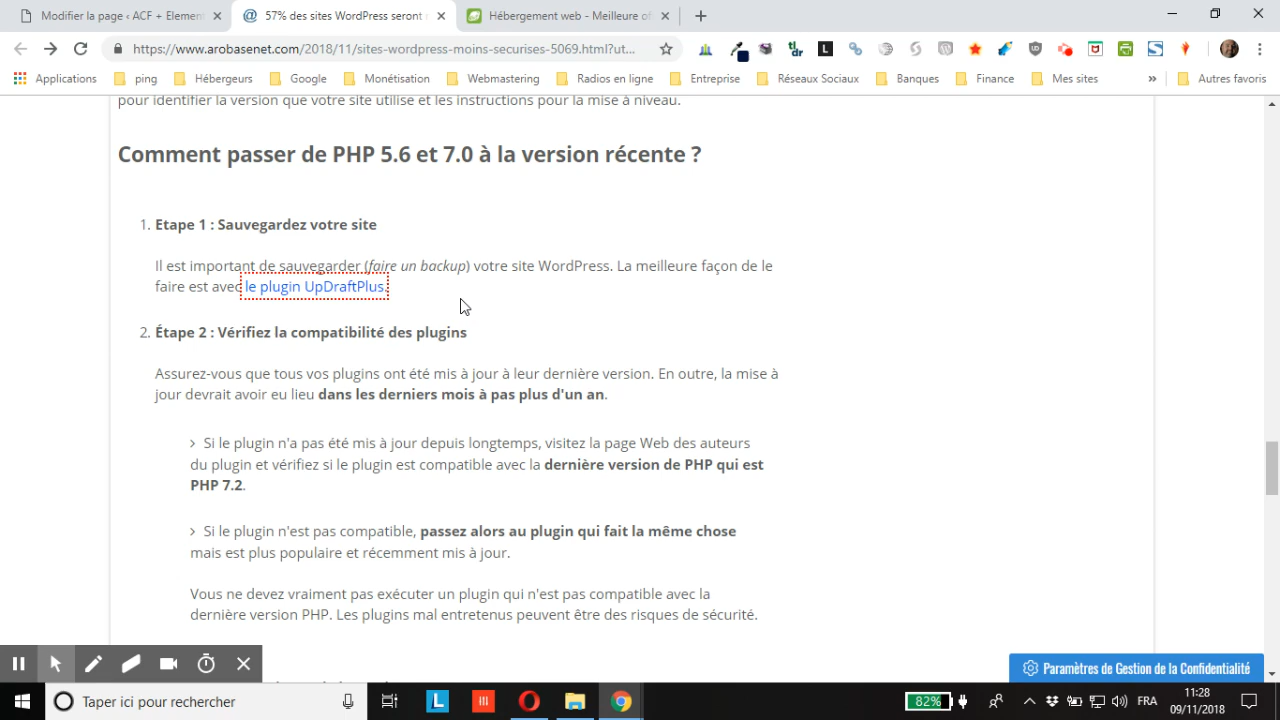 Modifier la page ‹ ACF + Element
57% des sites WordPress seront
Hébergement web - Meilleure of
https://www.arobasenet.com/2018/11/sites-wordpress-moins-securises-5069.html?ut...
Applications ping Hébergeurs Google Monétisation Webmastering Radios en ligne Entreprise Réseaux Sociaux Banques Finance Mes sites » Autres favoris
pour identifier la version que votre site utilise et les instructions pour la mise à niveau.
Comment passer de PHP 5.6 et 7.0 à la version récente ?
1. Etape 1 : Sauvegardez votre site
Il est important de sauvegarder (faire un backup) votre site WordPress. La meilleure façon de le
faire est avec le plugin UpDraftPlus.
2. Étape 2 : Vérifiez la compatibilité des plugins
Assurez-vous que tous vos plugins ont été mis à jour à leur dernière version. En outre, la mise à
jour devrait avoir eu lieu dans les derniers mois à pas plus d'un an.
> Si le plugin n'a pas été mis à jour depuis longtemps, visitez la page Web des auteurs
du plugin et vérifiez si le plugin est compatible avec la dernière version de PHP qui est
PHP 7.2.
> Si le plugin n'est pas compatible, passez alors au plugin qui fait la même chose
mais est plus populaire et récemment mis à jour.
Vous ne devez vraiment pas exécuter un plugin qui n'est pas compatible avec la
dernière version PHP. Les plugins mal entretenus peuvent être des risques de sécurité.
Paramètres de Gestion de la Confidentialité
Taper ici pour rechercher
82%
FRA
11:28
09/11/2018